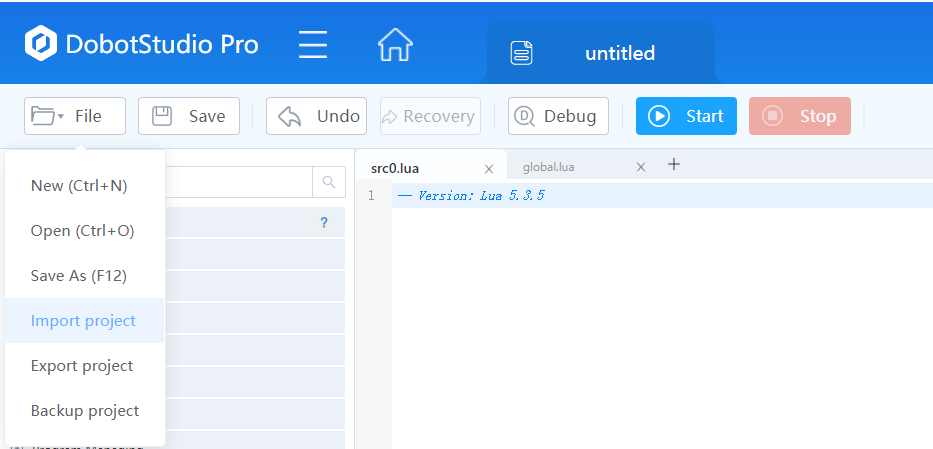 DobotStudio Pro
untitled
File
Save
Undo
Recovery
Debug
Start
Stop
New (Ctrl+N)
Open (Ctrl+O)
Save As (F12)
Import project
Export project
Backup project
?
src0.lua
global.lua
1 -- Version: Lua 5.3.5